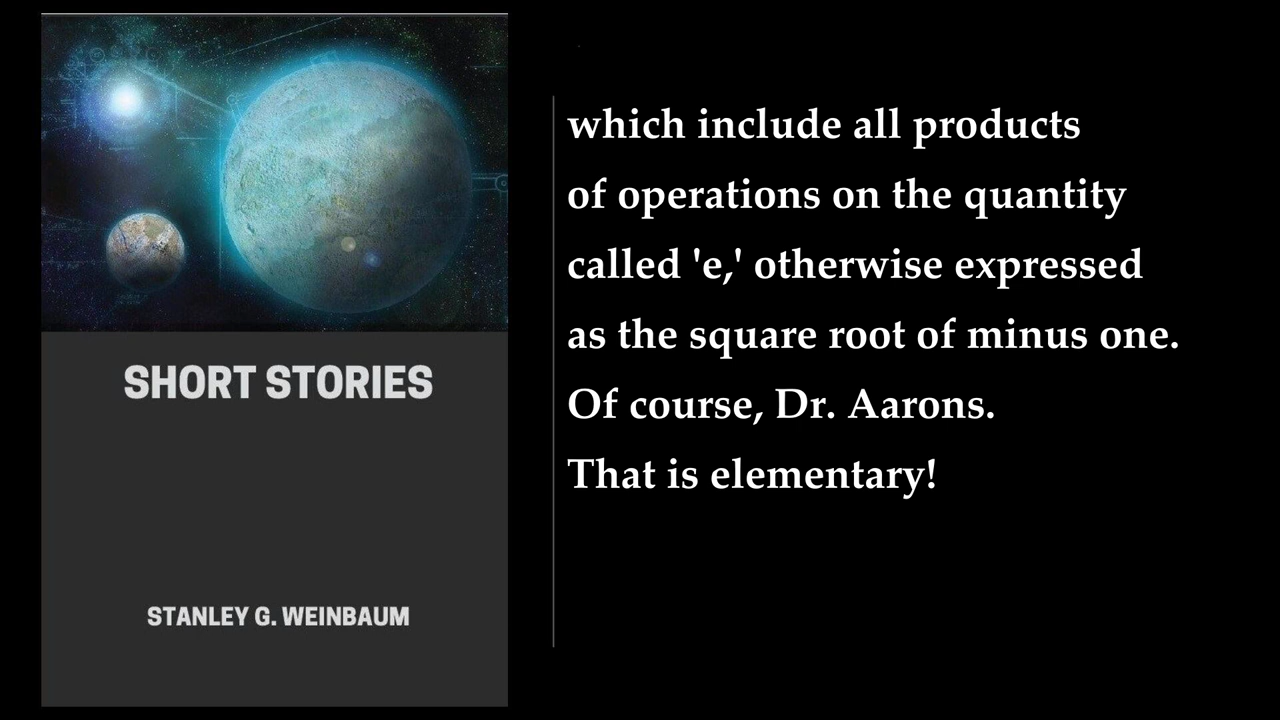 SHORT STORIES
STANLEY G. WEINBAUM
which include all products
of operations on the quantity
called 'e,' otherwise expressed
as the square root of minus one.
Of course, Dr. Aarons.
That is elementary!